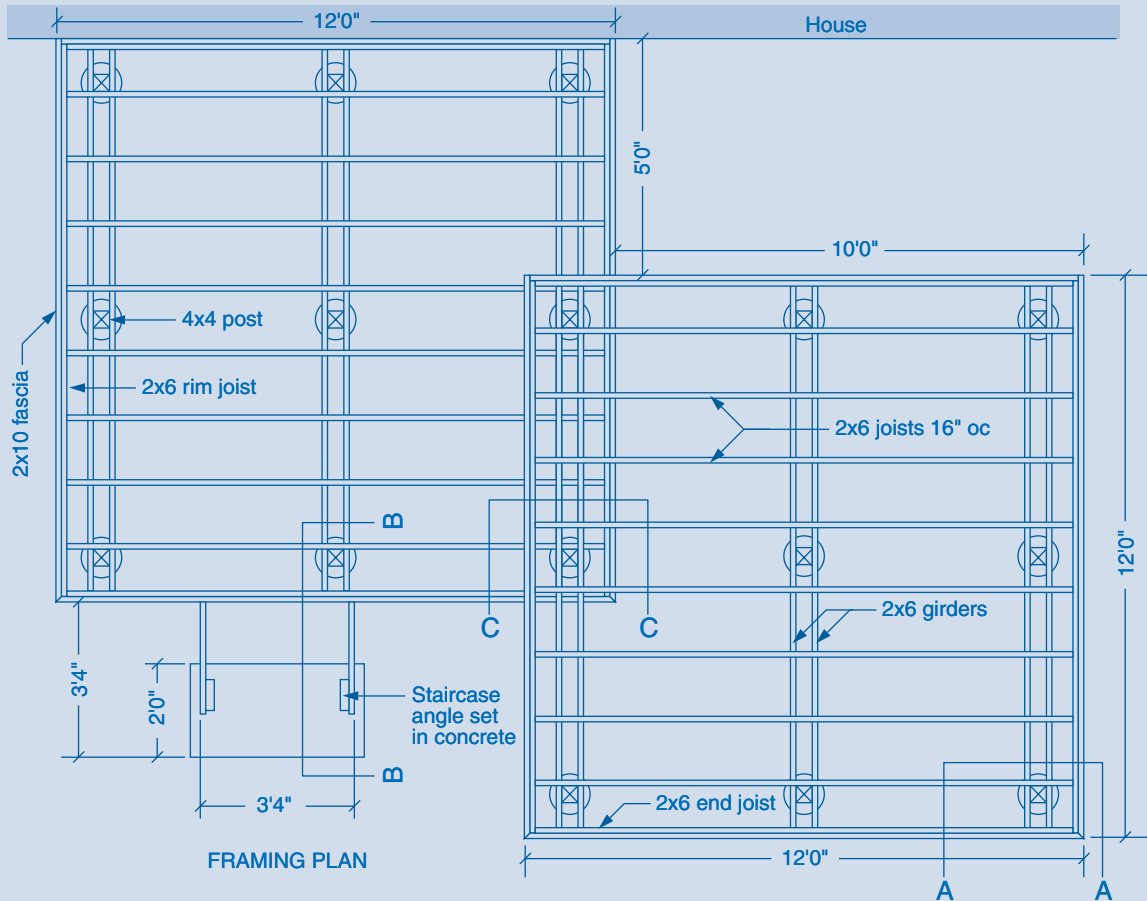 12'0"
House
5'0"
10'0"
4x4 post
2x6 rim joist
2x10 fascia
2x6 joists 16" oc
B
12'0"
C
C
2x6 girders
3'4"
2'0"
Staircase
angle set
in concrete
B
3'4"
2x6 end joist
FRAMING PLAN
12'0"
A
A